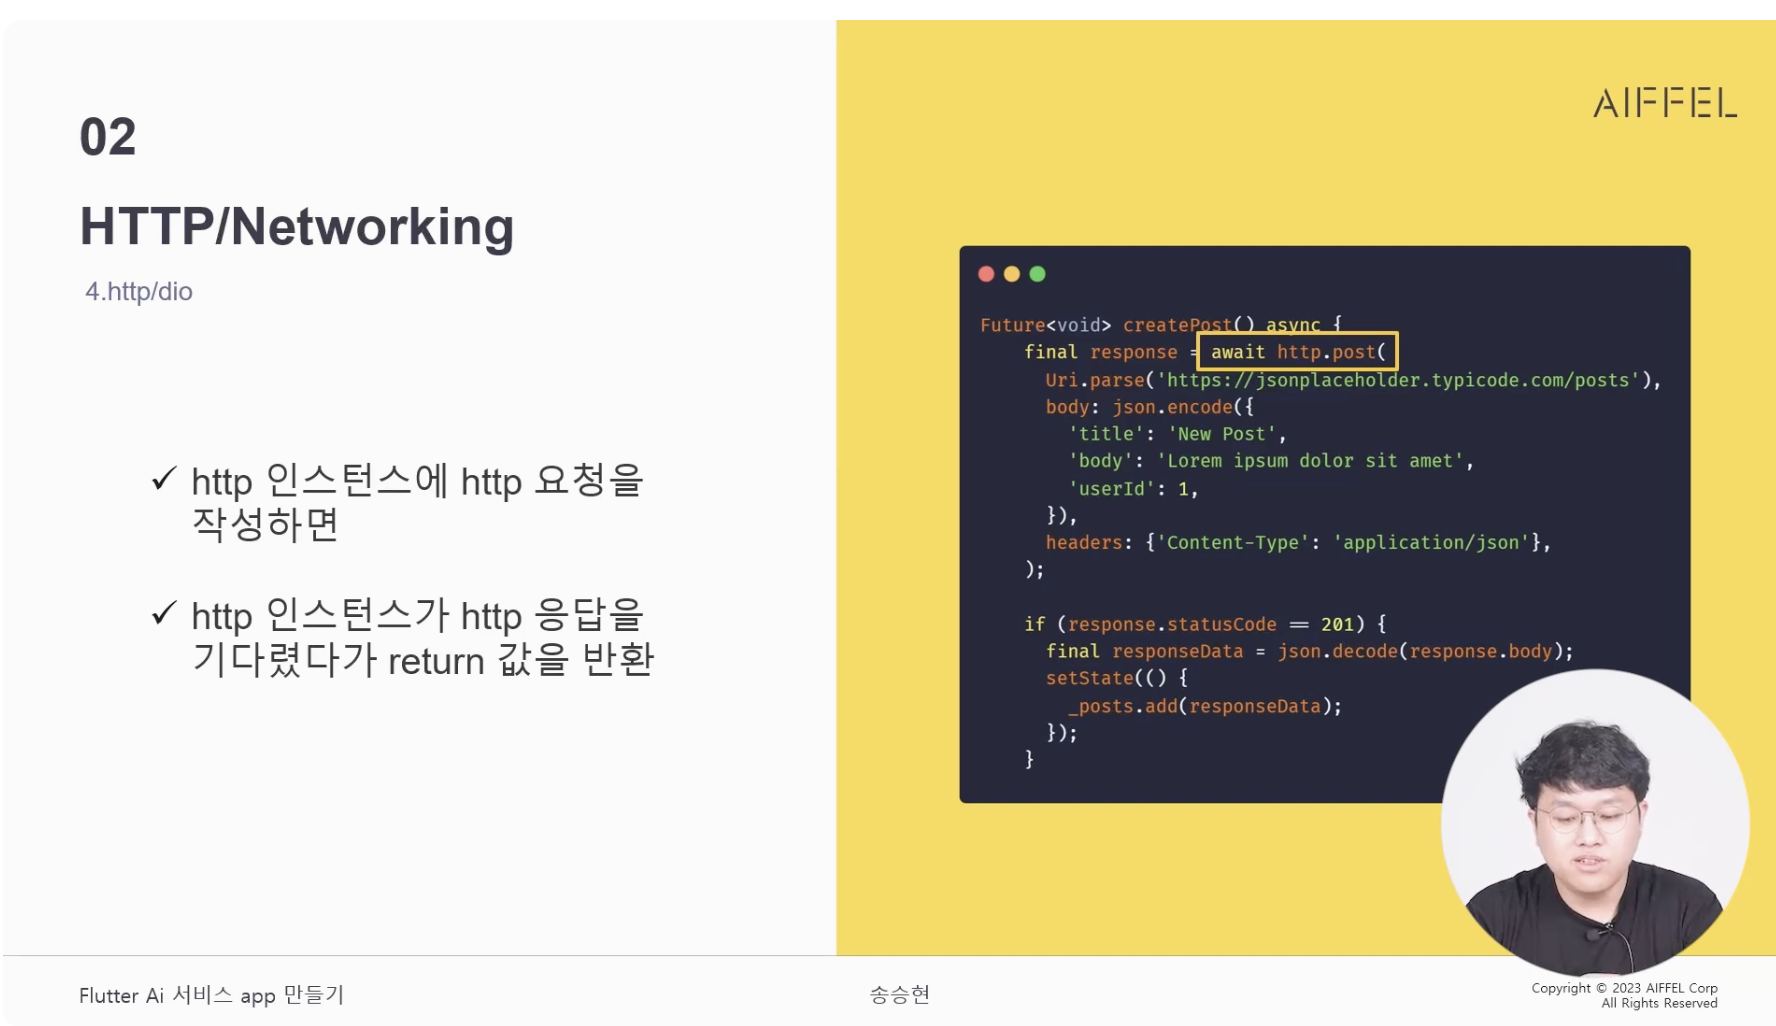 02
HTTP/Networking
4.http/dio
✓ http 인스턴스에 http 요청을
작성하면
✓ http 인스턴스가 http 응답을
기다렸다가 return 값을 반환
AIFFEL
Future<void> createPost() async {
final response = await http.post(
Uri.parse('https://jsonplaceholder.typicode.com/posts'),
body: json.encode({
'title': 'New Post',
'body': 'Lorem ipsum dolor sit amet',
'userId': 1,
}),
headers: {'Content-Type': 'application/json'},
);
if (response.statusCode == 201) {
final responseData = json.decode(response.body);
setState(() {
_posts.add(responseData);
});
}
Flutter Ai 서비스 app 만들기
송승현
Copyright © 2023 AIFFEL Corp
All Rights Reserved